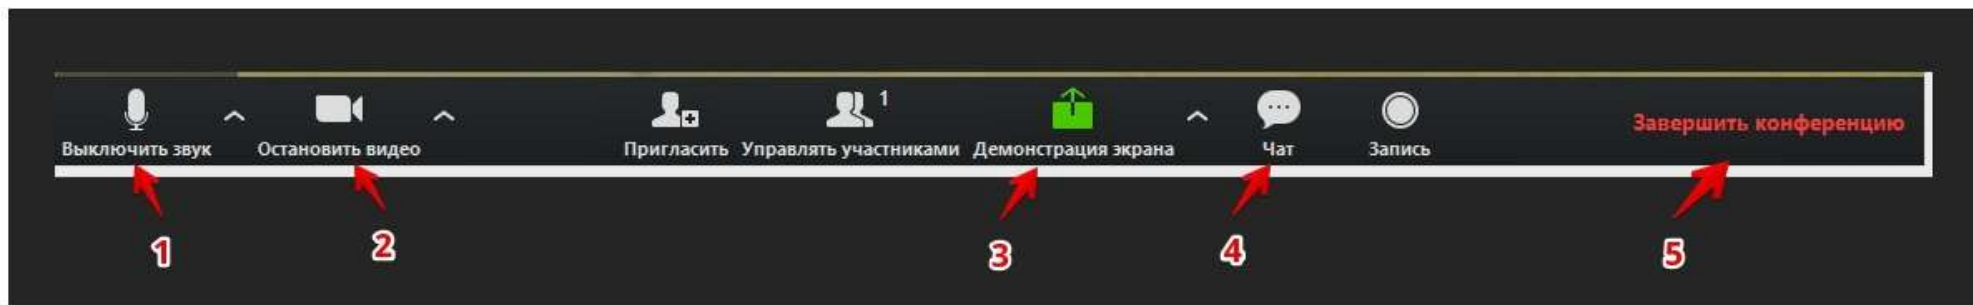 1
Завершить конференцию
Выключить звук Остановить видео Пригласить Управлять участниками Демонстрация экрана Чат Запись
1 2 3 4 5